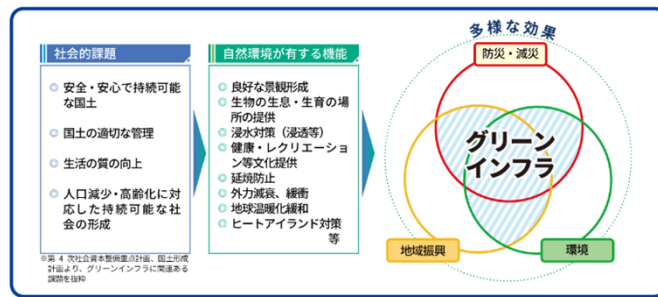 社会的課題
◎ 安全・安心で持続可能
な国土
◎ 国土の適切な管理
◎ 生活の質の向上
◎ 人口減少・高齢化に対
応した持続可能な社
会の形成
※第 4 次社会資本整備重点計画、国土形成
計画より、グリーンインフラに関連ある
課題を抜粋
自然環境が有する機能
◎ 良好な景観形成
◎ 生物の生息・生育の場
所の提供
◎ 浸水対策（浸透等）
◎ 健康・レクリエーショ
ン等文化提供
◎ 延焼防止
◎ 外力減衰、緩衝
◎ 地球温暖化緩和
◎ ヒートアイランド対策
等
多様な効果
防災・減災
グリーン
インフラ
地域振興
環境